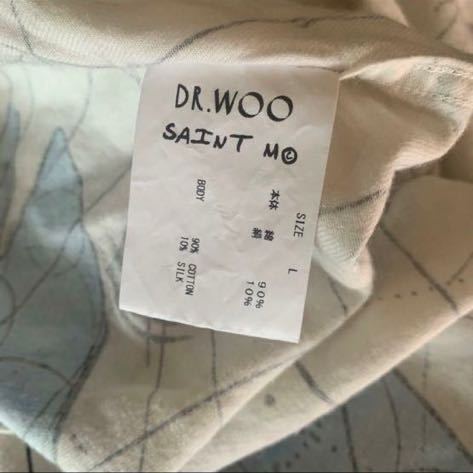 DR.WOO
SAINT M
SIZE L
本体 綿 90%
絹 10%
BODY 90% COTTON
10% SILK